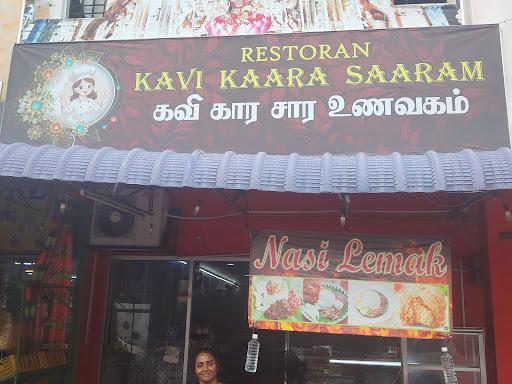 RESTORAN
KAVI KAARA SAARAM
கவி கார சார உணவகம்
Nasi Lemak